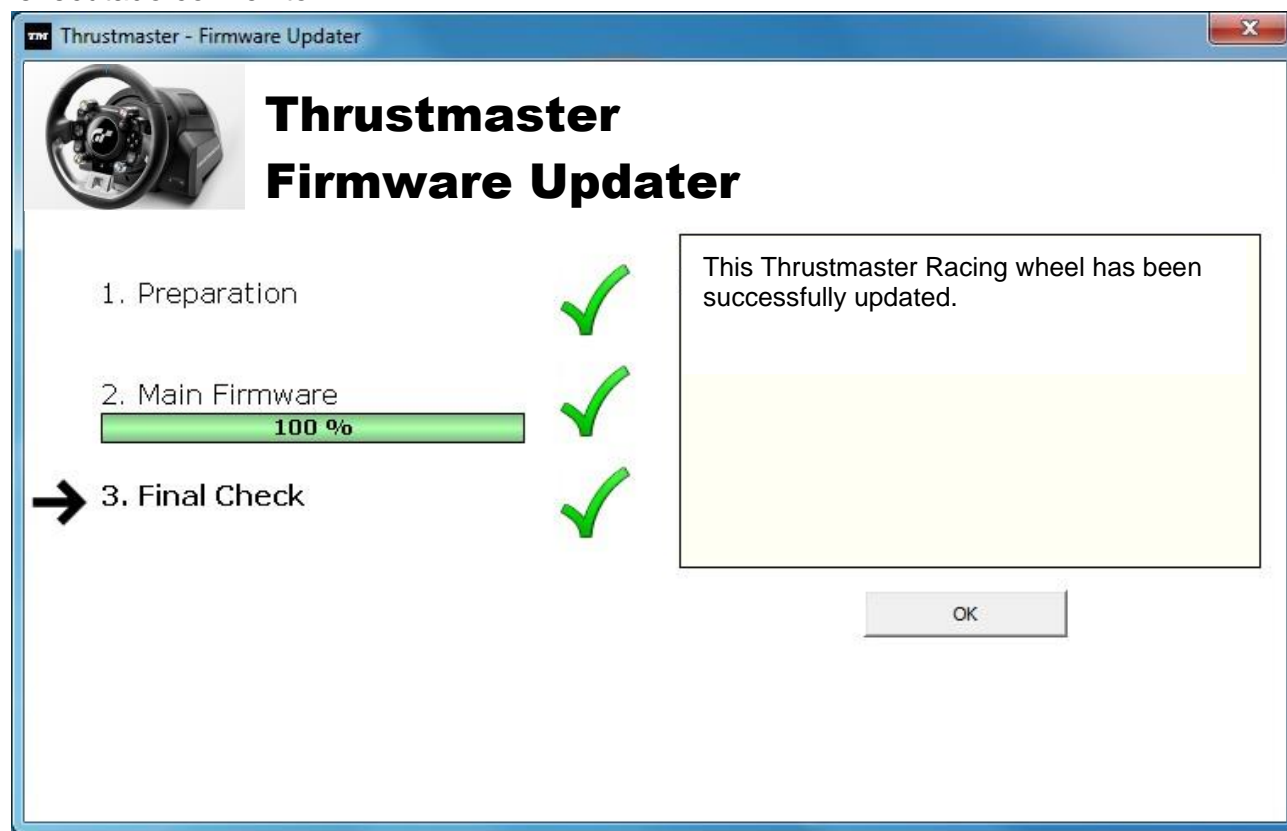 Thrustmaster - Firmware Updater
Thrustmaster
Firmware Updater
1. Preparation
2. Main Firmware
100 %
3. Final Check
This Thrustmaster Racing wheel has been
successfully updated.
OK